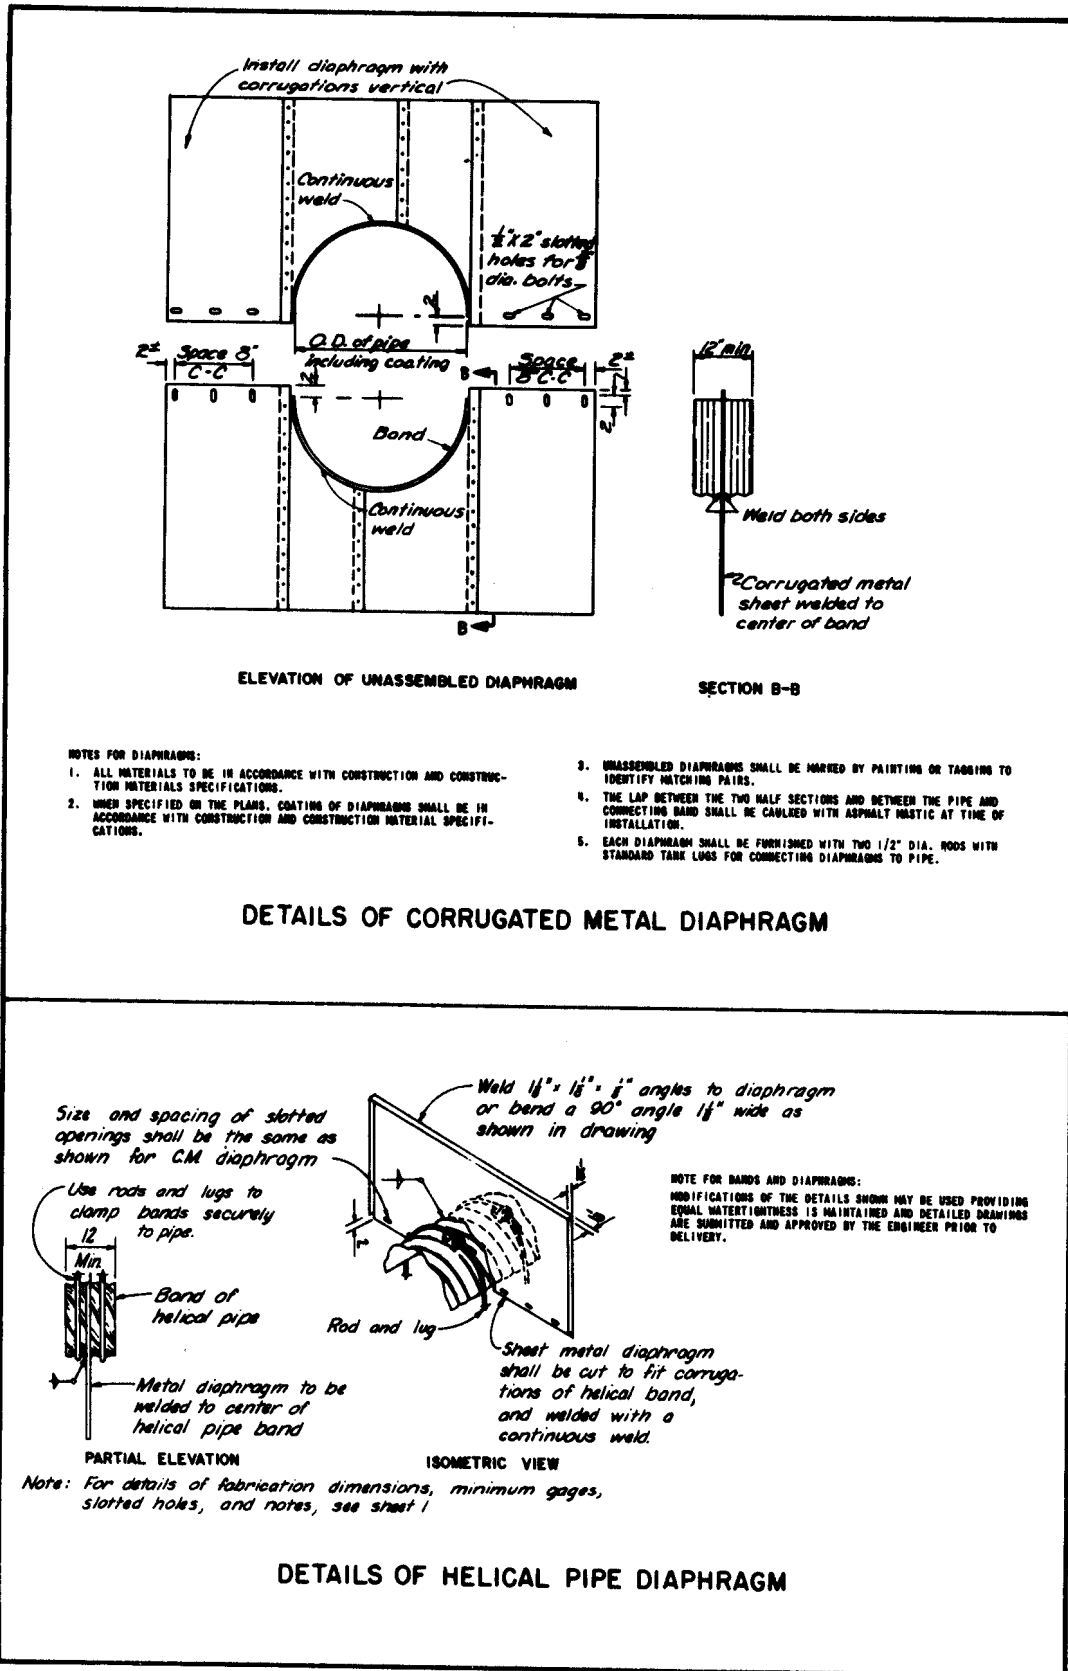 Install diaphragm with
corrugations vertical
Continuous
weld
1/2" X 2" slotted
holes for
dia. bolts
2
O.D. of pipe
including coating
2± Space 8"
C-C
2
B
Space
8" C-C
2±
2
Band
Continuous
weld
B
12" min
Weld both sides
Corrugated metal
sheet welded to
center of band
ELEVATION OF UNASSEMBLED DIAPHRAGM
SECTION B-B
NOTES FOR DIAPHRAGMS:
1. ALL MATERIALS TO BE IN ACCORDANCE WITH CONSTRUCTION AND CONSTRUC-
TION MATERIALS SPECIFICATIONS.
2. WHEN SPECIFIED ON THE PLANS, COATING OF DIAPHRAGMS SHALL BE IN
ACCORDANCE WITH CONSTRUCTION AND CONSTRUCTION MATERIAL SPECIFI-
CATIONS.
3. UNASSEMBLED DIAPHRAGMS SHALL BE MARKED BY PAINTING OR TAGGING TO
IDENTIFY MATCHING PAIRS.
4. THE LAP BETWEEN THE TWO HALF SECTIONS AND BETWEEN THE PIPE AND
CONNECTING BAND SHALL BE CAULKED WITH ASPHALT MASTIC AT TIME OF
INSTALLATION.
5. EACH DIAPHRAGM SHALL BE FURNISHED WITH TWO 1/2" DIA. RODS WITH
STANDARD TANK LUGS FOR CONNECTING DIAPHRAGMS TO PIPE.
DETAILS OF CORRUGATED METAL DIAPHRAGM
Weld angles to diaphragm
or bend a 90° angle wide as
shown in drawing
Size and spacing of slotted
openings shall be the same as
shown for C.M. diaphragm
Use rods and lugs to
clamp bands securely
to pipe.
12
Min
Band of
helical pipe
Metal diaphragm to be
welded to center of
helical pipe band
Rod and lug
Sheet metal diaphragm
shall be cut to fit corruga-
tions of helical band,
and welded with a
continuous weld.
NOTE FOR BANDS AND DIAPHRAGMS:
MODIFICATIONS OF THE DETAILS SHOWN MAY BE USED PROVIDING
EQUAL WATERTIGHTNESS IS MAINTAINED AND DETAILED DRAWINGS
ARE SUBMITTED AND APPROVED BY THE ENGINEER PRIOR TO
DELIVERY.
PARTIAL ELEVATION
ISOMETRIC VIEW
Note: For details of fabrication dimensions, minimum gages,
slotted holes, and notes, see sheet 1
DETAILS OF HELICAL PIPE DIAPHRAGM